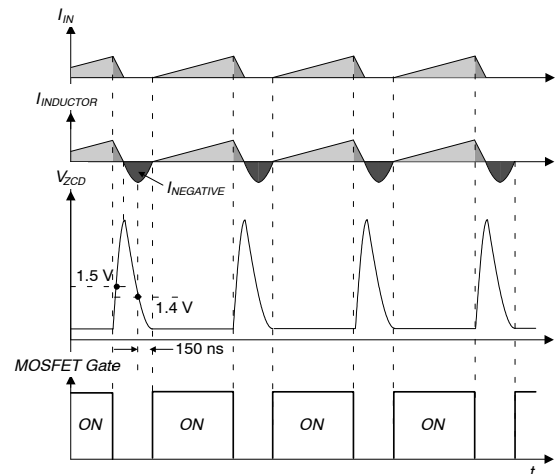 I_IN
I_INDUCTOR
V_ZCD
I_NEGATIVE
1.5 V
1.4 V
150 ns
MOSFET Gate
ON ON ON ON
t